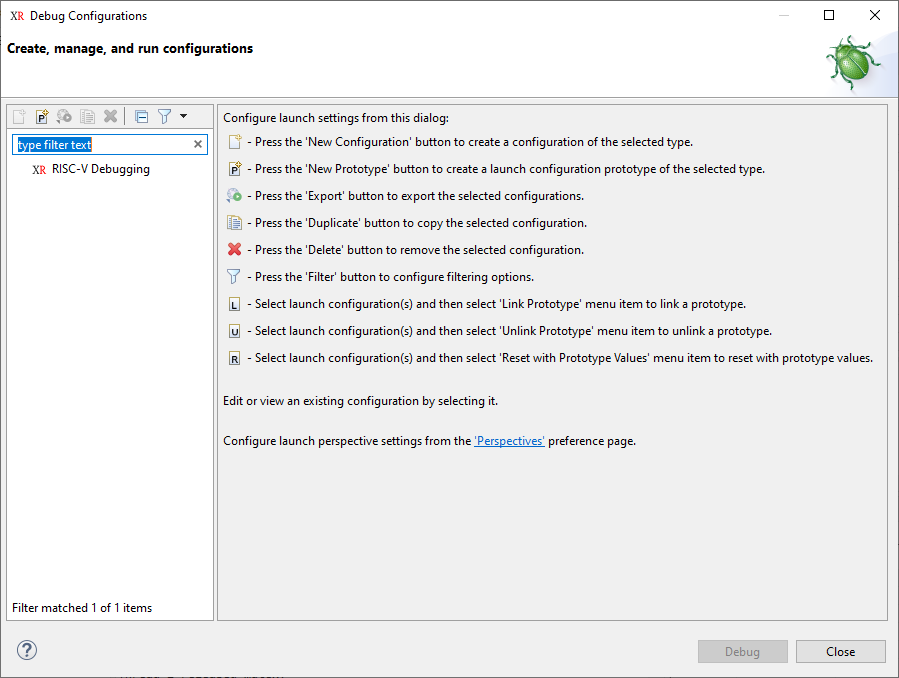 XR Debug Configurations
Create, manage, and run configurations
type filter text
XR RISC-V Debugging
Filter matched 1 of 1 items
Configure launch settings from this dialog:
- Press the 'New Configuration' button to create a configuration of the selected type.
P - Press the 'New Prototype' button to create a launch configuration prototype of the selected type.
- Press the 'Export' button to export the selected configurations.
- Press the 'Duplicate' button to copy the selected configuration.
- Press the 'Delete' button to remove the selected configuration.
- Press the 'Filter' button to configure filtering options.
L - Select launch configuration(s) and then select 'Link Prototype' menu item to link a prototype.
U - Select launch configuration(s) and then select 'Unlink Prototype' menu item to unlink a prototype.
R - Select launch configuration(s) and then select 'Reset with Prototype Values' menu item to reset with prototype values.
Edit or view an existing configuration by selecting it.
Configure launch perspective settings from the 'Perspectives' preference page.
?
Debug
Close